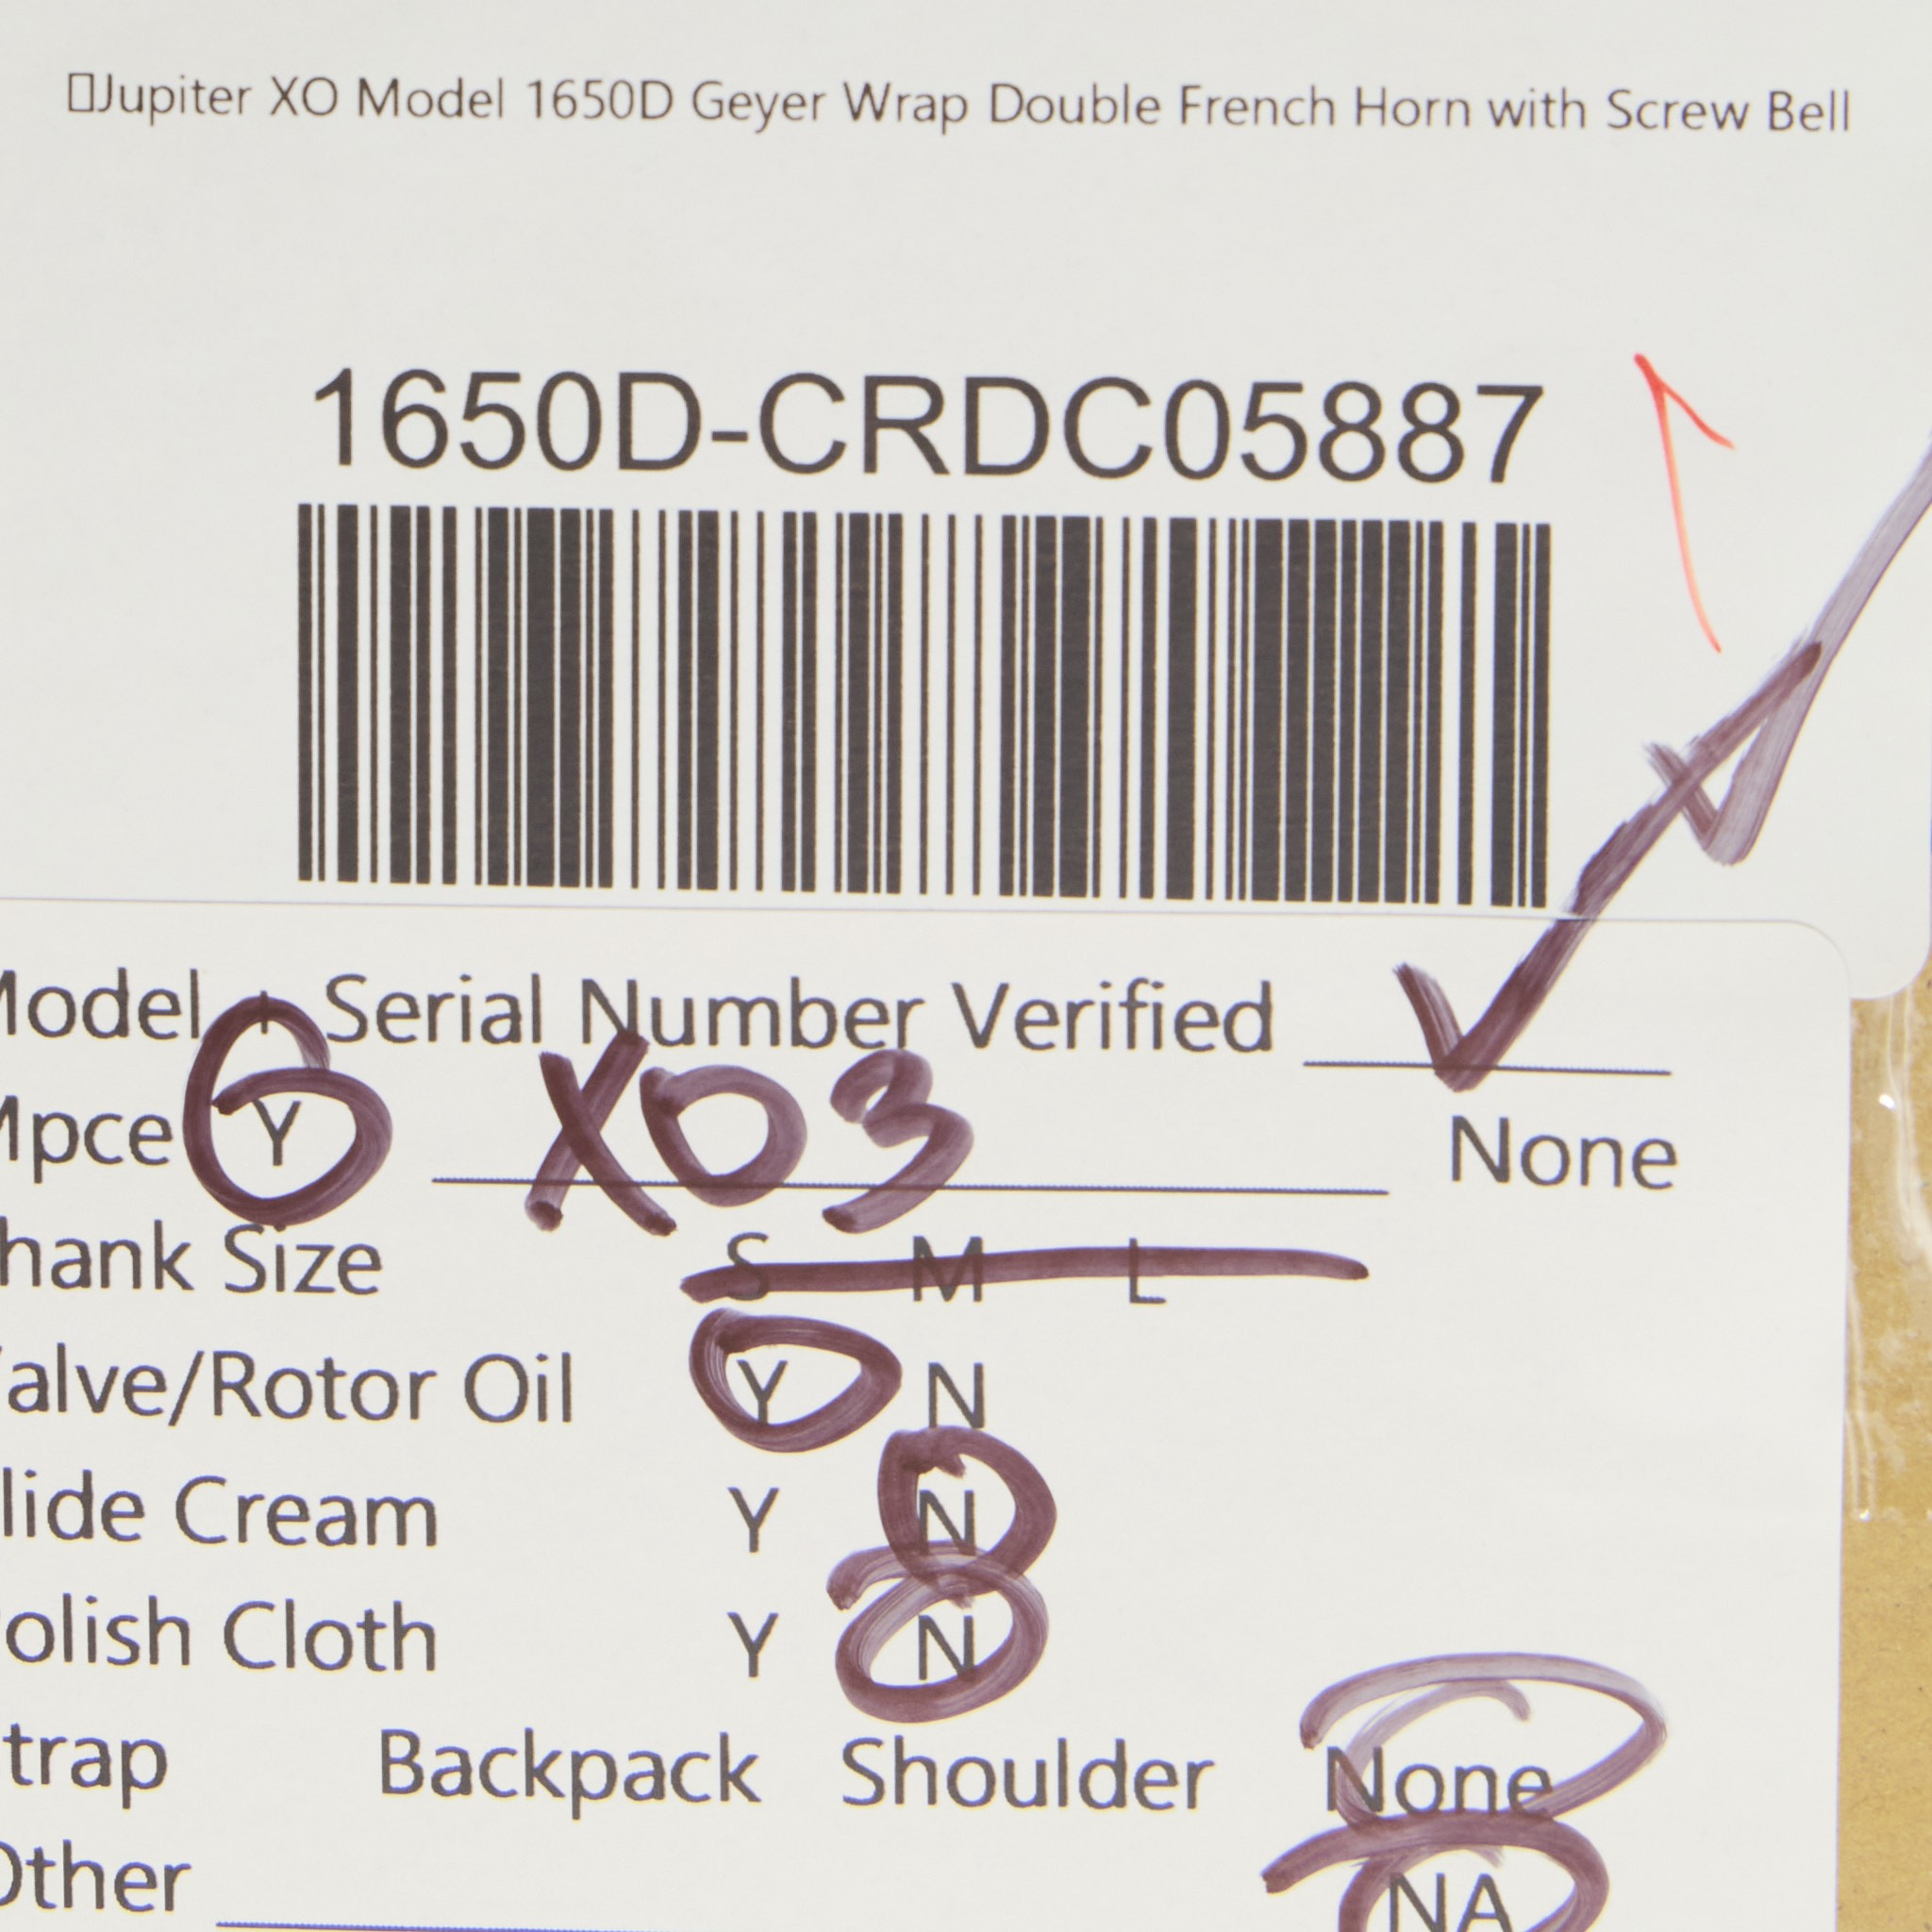 Jupiter XO Model 1650D Geyer Wrap Double French Horn with Screw Bell
1650D-CRDC05887
Model + Serial Number Verified ✓
Mpce Y XO3 None
hank Size S M L
alve/Rotor Oil Y N
lide Cream Y N
olish Cloth Y N
trap Backpack Shoulder None
Other NA